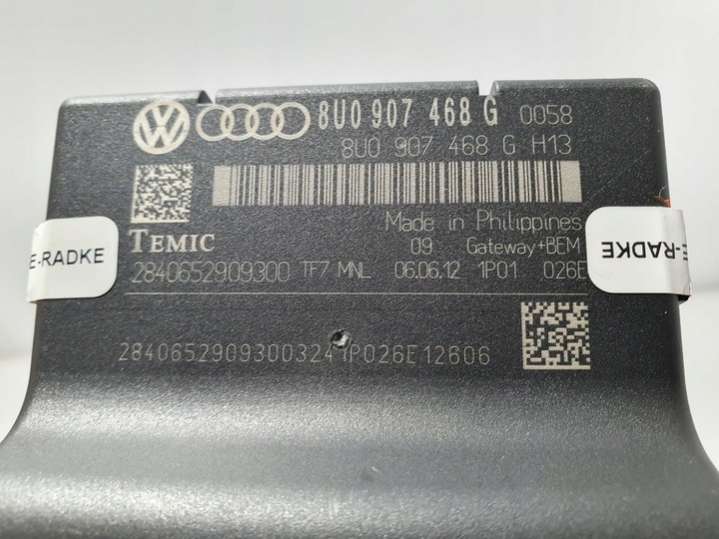 8U0 907 468 G 0058
8U0 907 468 G H13
Made in Philippines
TEMIC
09 Gateway+BEM
2840652909300 TF7 MNL 06.06.12 1P01 026E
E-RADKE
E-RADKE
28406529093003241P026E12606